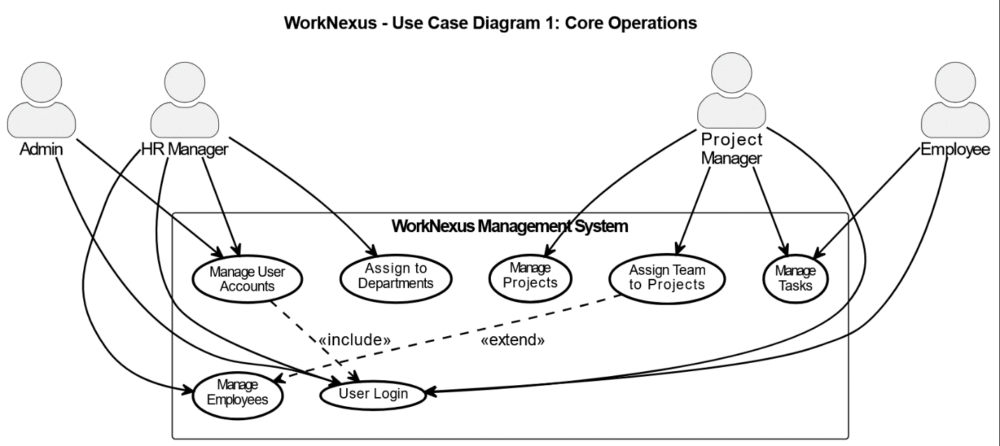 WorkNexus - Use Case Diagram 1: Core Operations
Admin
HR Manager
Project
Manager
Employee
WorkNexus Management System
Manage User
Accounts
Assign to
Departments
Manage
Projects
Assign Team
to Projects
Manage
Tasks
«include»
«extend»
Manage
Employees
User Login